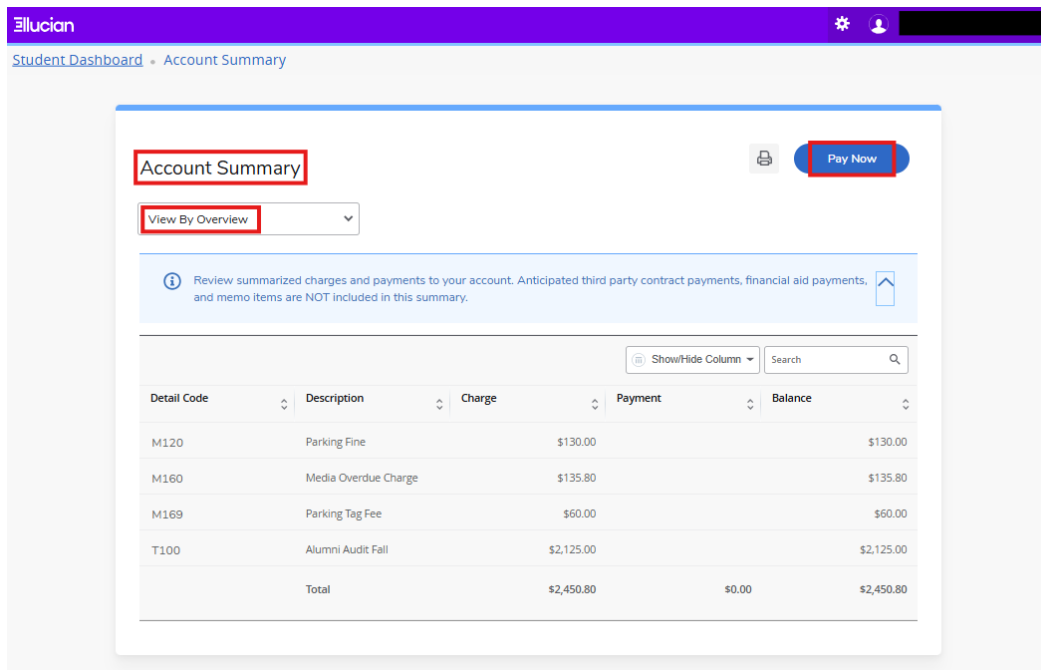 ellucian
Student Dashboard • Account Summary
Account Summary
Pay Now
View By Overview
Review summarized charges and payments to your account. Anticipated third party contract payments, financial aid payments,
and memo items are NOT included in this summary.
Show/Hide Column
Search
Detail Code Description Charge Payment Balance
M120 Parking Fine $130.00 $130.00
M160 Media Overdue Charge $135.80 $135.80
M169 Parking Tag Fee $60.00 $60.00
T100 Alumni Audit Fall $2,125.00 $2,125.00
Total $2,450.80 $0.00 $2,450.80